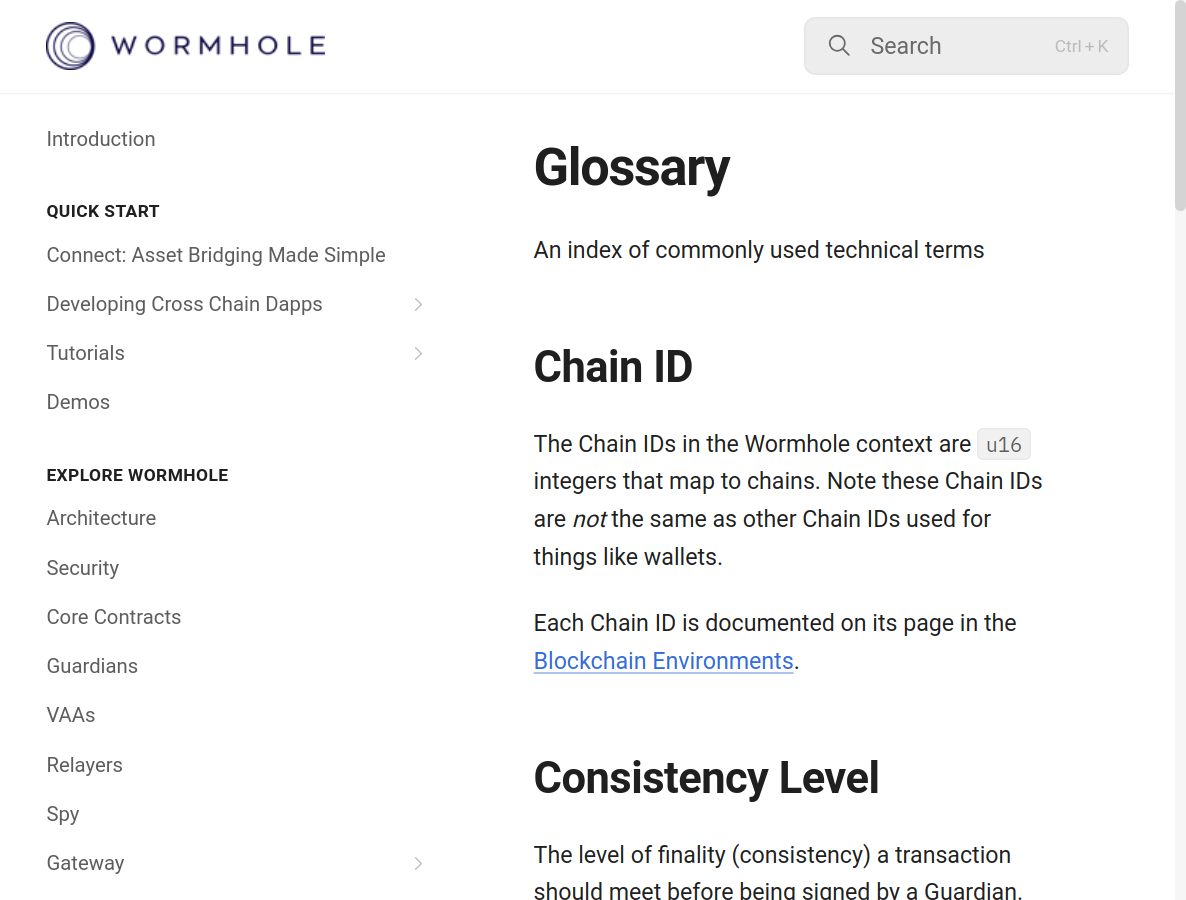 WORMHOLE
Search
Ctrl + K
Introduction
QUICK START
Connect: Asset Bridging Made Simple
Developing Cross Chain Dapps
Tutorials
Demos
EXPLORE WORMHOLE
Architecture
Security
Core Contracts
Guardians
VAAs
Relayers
Spy
Gateway
Glossary
An index of commonly used technical terms
Chain ID
The Chain IDs in the Wormhole context are u16
integers that map to chains. Note these Chain IDs
are not the same as other Chain IDs used for
things like wallets.
Each Chain ID is documented on its page in the
Blockchain Environments.
Consistency Level
The level of finality (consistency) a transaction
should meet before being signed by a Guardian.